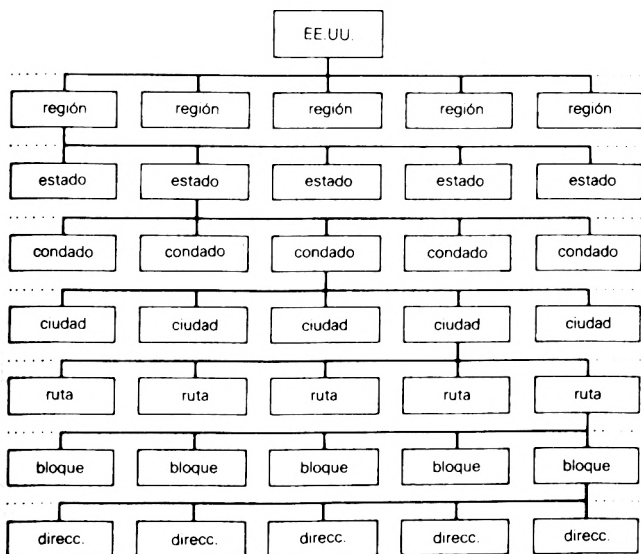 EE.UU.
región región región región región
estado estado estado estado estado
condado condado condado condado condado
ciudad ciudad ciudad ciudad ciudad
ruta ruta ruta ruta ruta
bloque bloque bloque bloque bloque
direcc. direcc. direcc. direcc. direcc.